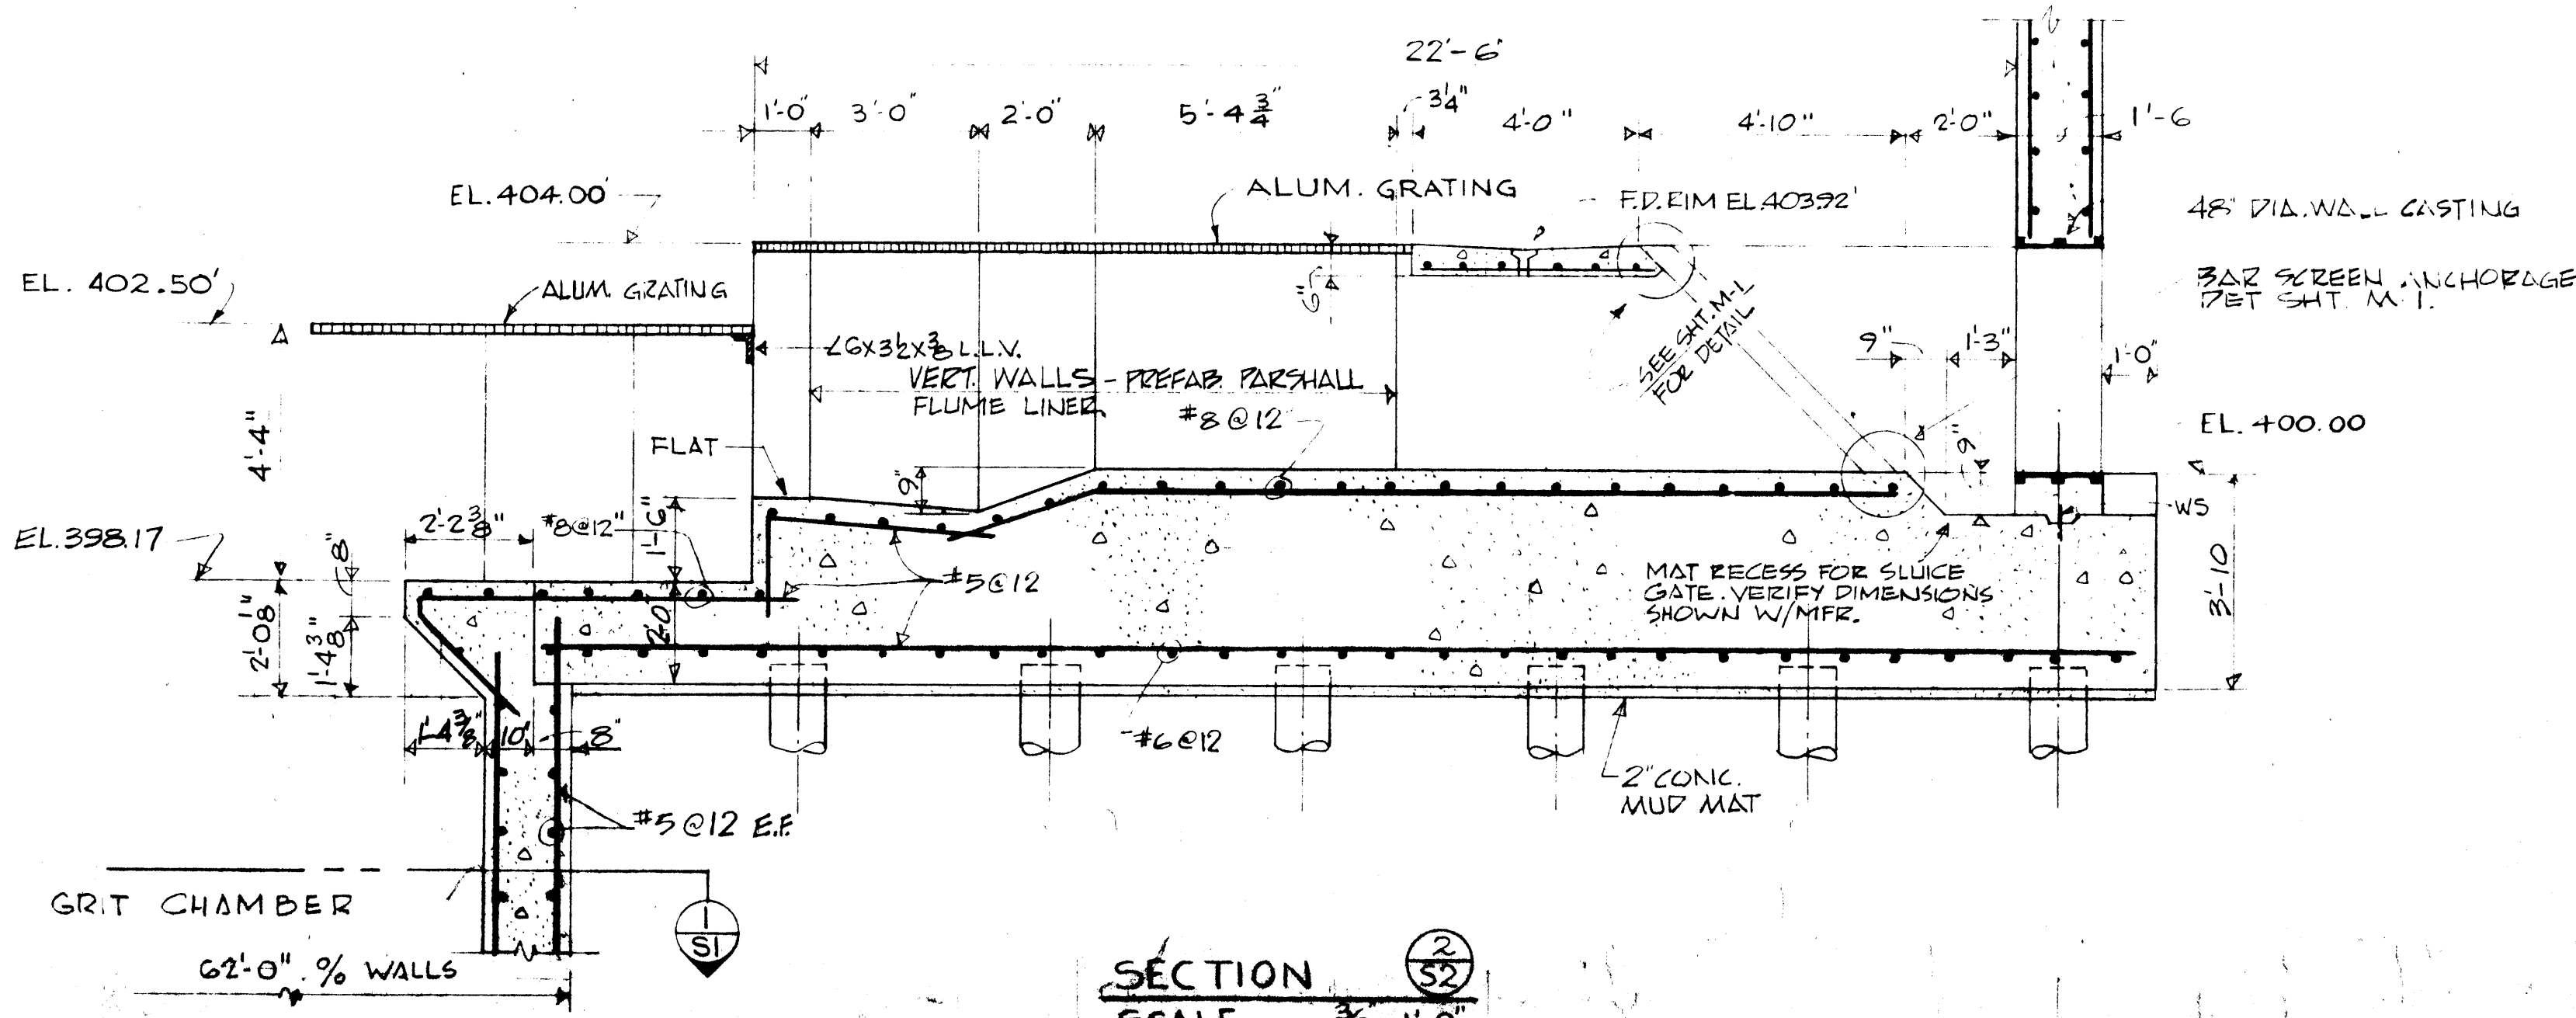 22'-6"
1'-0"
3'-0"
2'-0"
5'-4 3/4"
3/4"
4'-0"
4'-10"
2'-0"
1'-6
EL. 404.00'
ALUM. GRATING
F.D. RIM EL. 403.92'
48" DIA. WALL CASTING
EL. 402.50'
ALUM. GRATING
6"
BAR SCREEN ANCHORAGE
DET SHT. M-1.
SEE SHT. M-1
FOR DETAIL
∠6x3½x⅜ L.L.V.
9"
1'-3"
1'-0"
VERT. WALLS - PREFAB. PARSHALL
FLUME LINER.
#8@12"
4'-4"
FLAT
9"
9"
EL. 400.00
EL. 398.17
2'-2 3/8"
#8@12"
1'-6"
WS
8"
#5@12
MAT RECESS FOR SLUICE
GATE. VERIFY DIMENSIONS
SHOWN W/MFR.
3'-10
2'-0 1/8"
1'-4 3/8"
2'-0"
1'-4 3/8"
10"
8"
#6@12
2" CONC.
MUD MAT
#5@12 E.F.
GRIT CHAMBER
1
S1
62'-0" % WALLS
SECTION
2
S2
SCALE 3/8" 1'-0"